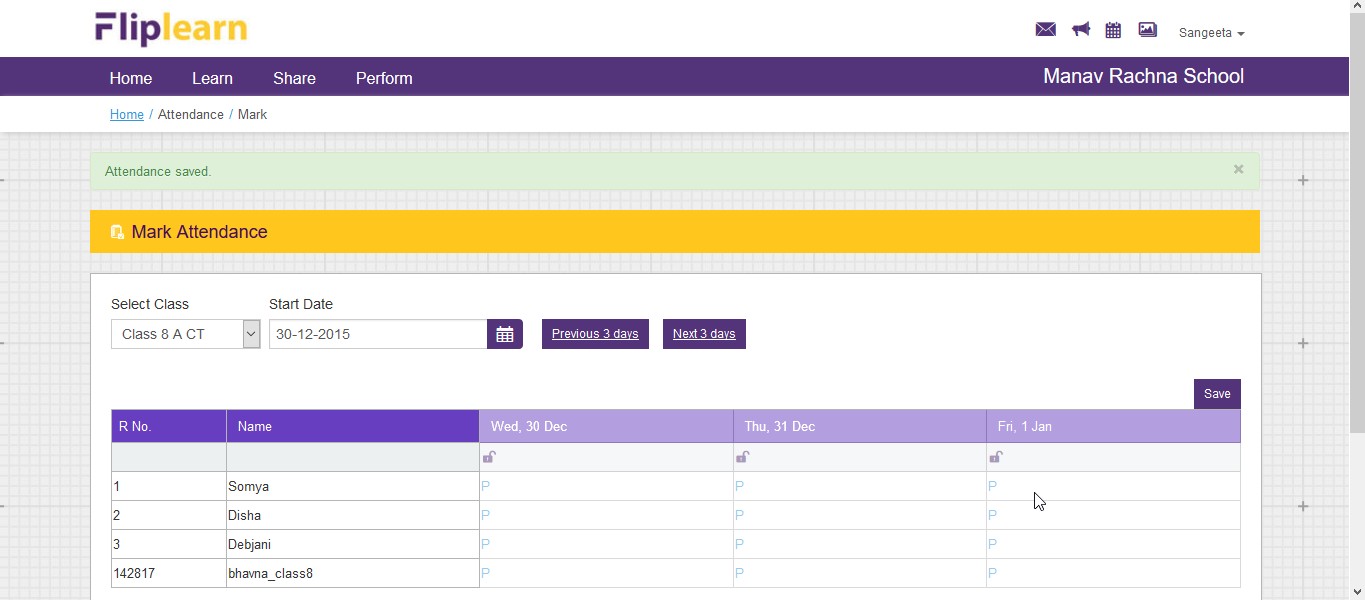 Fliplearn
Sangeeta
Home Learn Share Perform Manav Rachna School
Home / Attendance / Mark
Attendance saved. ×
Mark Attendance
Select Class Start Date
Class 8 A CT 30-12-2015 Previous 3 days Next 3 days
Save
R No. Name Wed, 30 Dec Thu, 31 Dec Fri, 1 Jan
1 Somya P P P
2 Disha P P P
3 Debjani P P P
142817 bhavna_class8 P P P